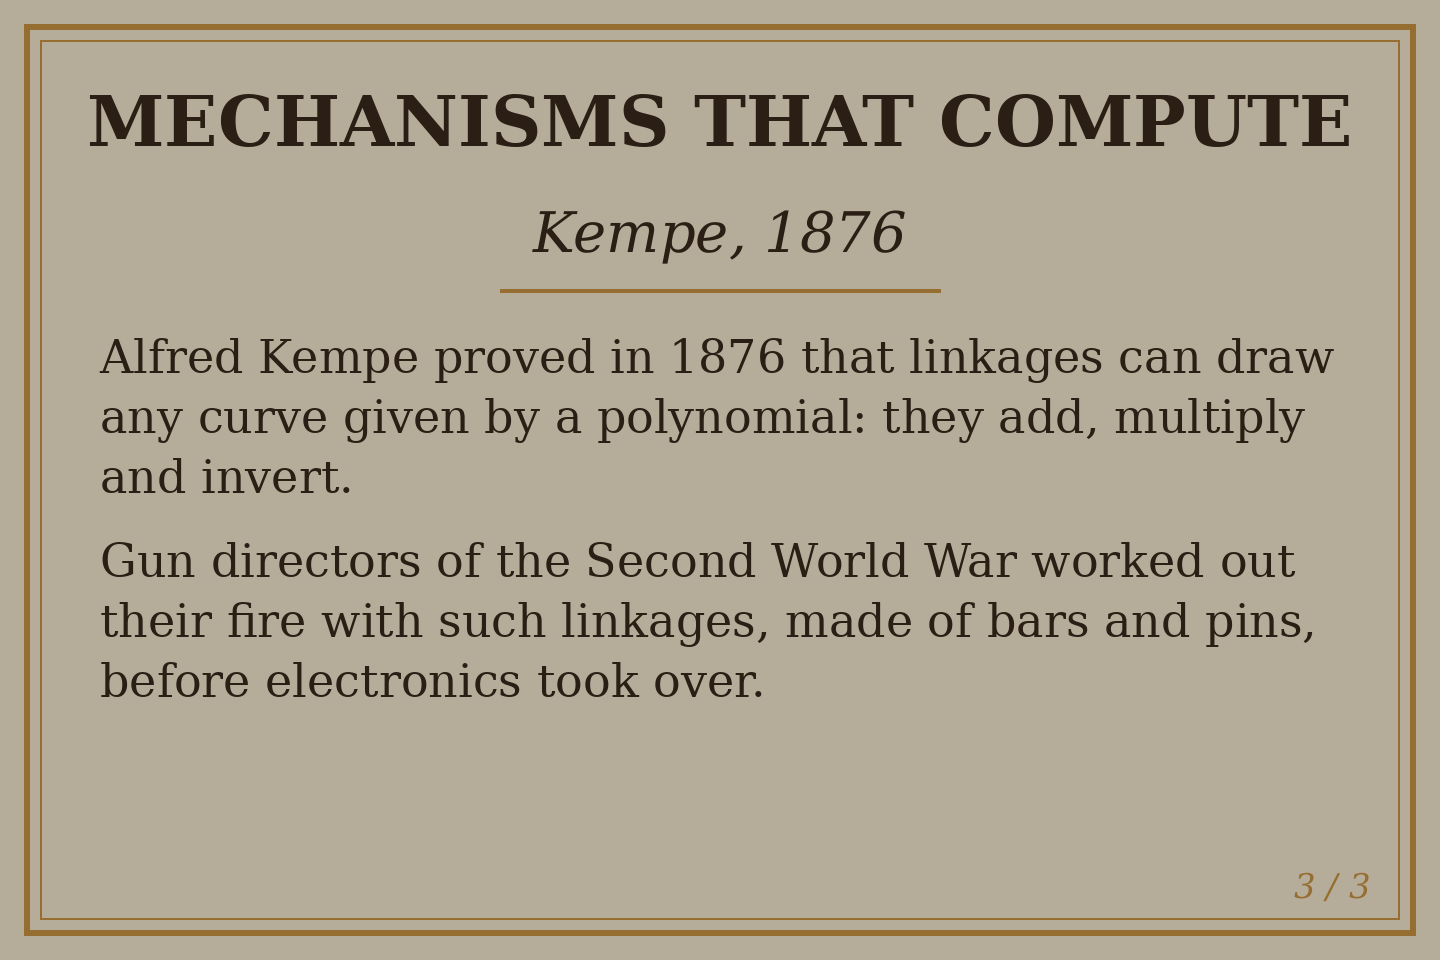 MECHANISMS THAT COMPUTE
Kempe, 1876
Alfred Kempe proved in 1876 that linkages can draw
any curve given by a polynomial: they add, multiply
and invert.
Gun directors of the Second World War worked out
their fire with such linkages, made of bars and pins,
before electronics took over.
3 / 3